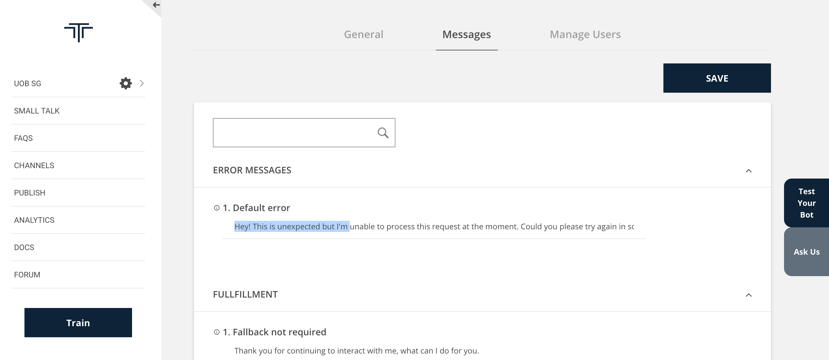 General
Messages
Manage Users
SAVE
UOB SG
SMALL TALK
FAQS
CHANNELS
PUBLISH
ANALYTICS
DOCS
FORUM
Train
ERROR MESSAGES
1. Default error
Hey! This is unexpected but I'm unable to process this request at the moment. Could you please try again in
FULLFILLMENT
1. Fallback not required
Thank you for continuing to interact with me, what can I do for you.
Test
Your
Bot
Ask Us